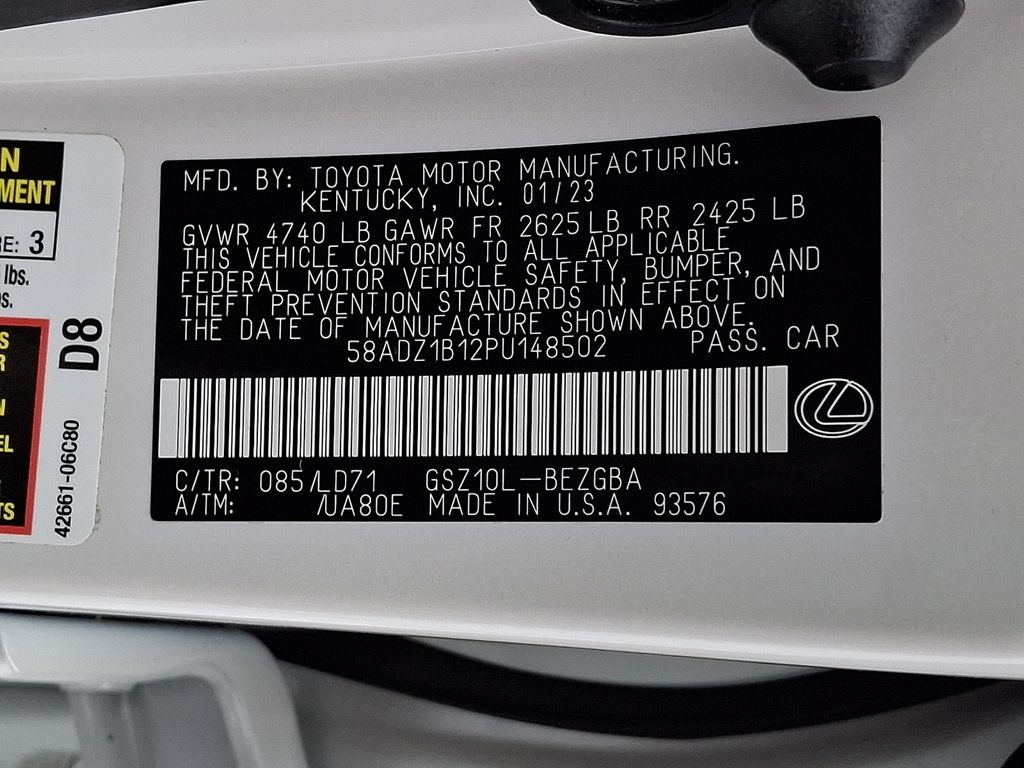 MFD. BY: TOYOTA MOTOR MANUFACTURING.
KENTUCKY, INC. 01/23
GVWR 4740 LB GAWR FR 2625 LB RR 2425 LB
THIS VEHICLE CONFORMS TO ALL APPLICABLE
FEDERAL MOTOR VEHICLE SAFETY, BUMPER, AND
THEFT PREVENTION STANDARDS IN EFFECT ON
THE DATE OF MANUFACTURE SHOWN ABOVE.
58ADZ1B12PU148502 PASS. CAR
C/TR: 085/LD71 GSZ10L-BEZGBA
A/TM: /UA80E MADE IN U.S.A. 93576
D8
42661-06C80
3
lbs.